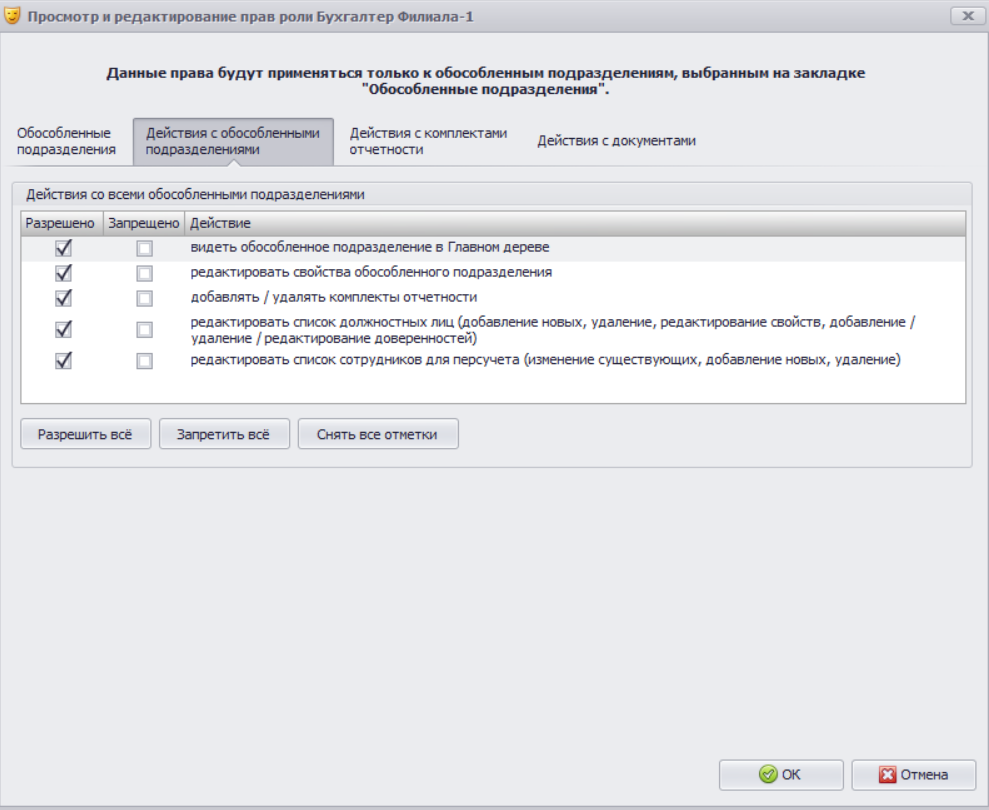 Просмотр и редактирование прав роли Бухгалтер Филиала-1
Данные права будут применяться только к обособленным подразделениям, выбранным на закладке
"Обособленные подразделения".
Обособленные
подразделения
Действия с обособленными
подразделениями
Действия с комплектами
отчетности
Действия с документами
Действия со всеми обособленными подразделениями
Разрешено Запрещено Действие
видеть обособленное подразделение в Главном дереве
редактировать свойства обособленного подразделения
добавлять / удалять комплекты отчетности
редактировать список должностных лиц (добавление новых, удаление, редактирование свойств, добавление /
удаление / редактирование доверенностей)
редактировать список сотрудников для персучета (изменение существующих, добавление новых, удаление)
Разрешить всё Запретить всё Снять все отметки
ОК Отмена